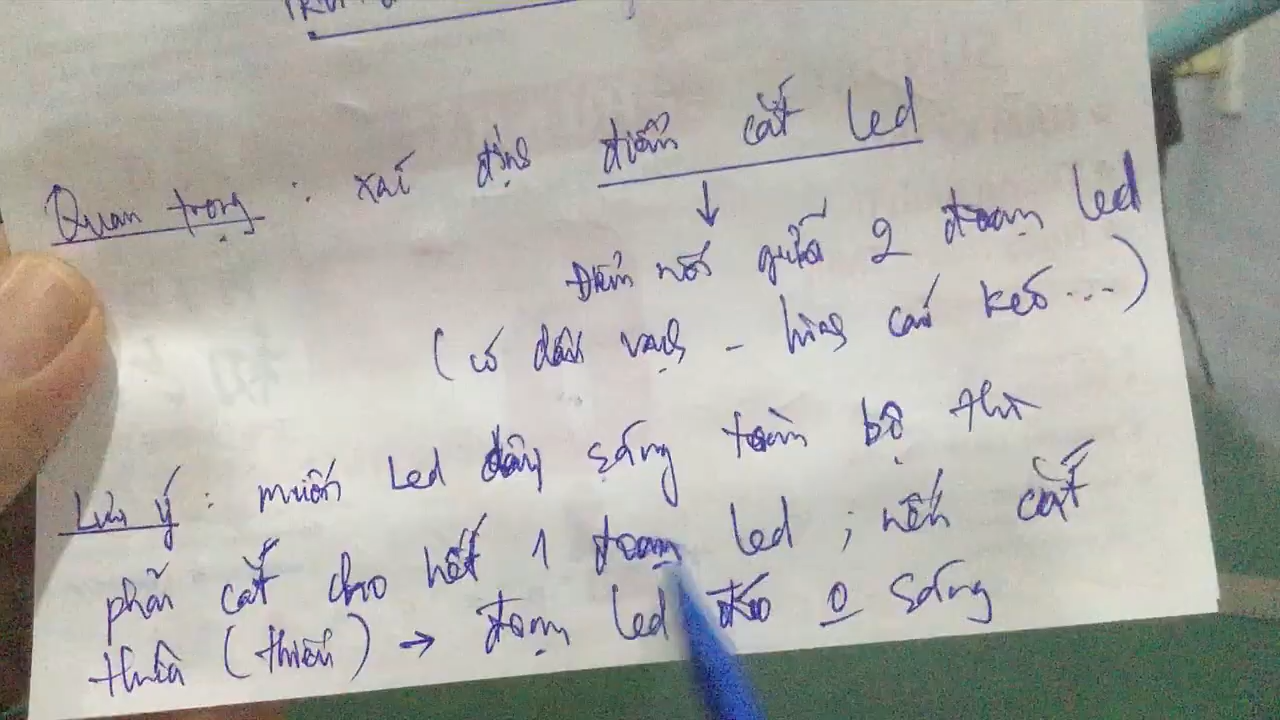 Quan trọng : xác định điểm cắt led
↓
Điểm nối giữa 2 đoạn led
(có dấu vạch - hình cái kéo...)
Lưu ý : muốn Led dây sáng toàn bộ thì
phải cắt cho hết 1 đoạn led ; nếu cắt
thừa (thiếu) → đoạn led đó o sáng